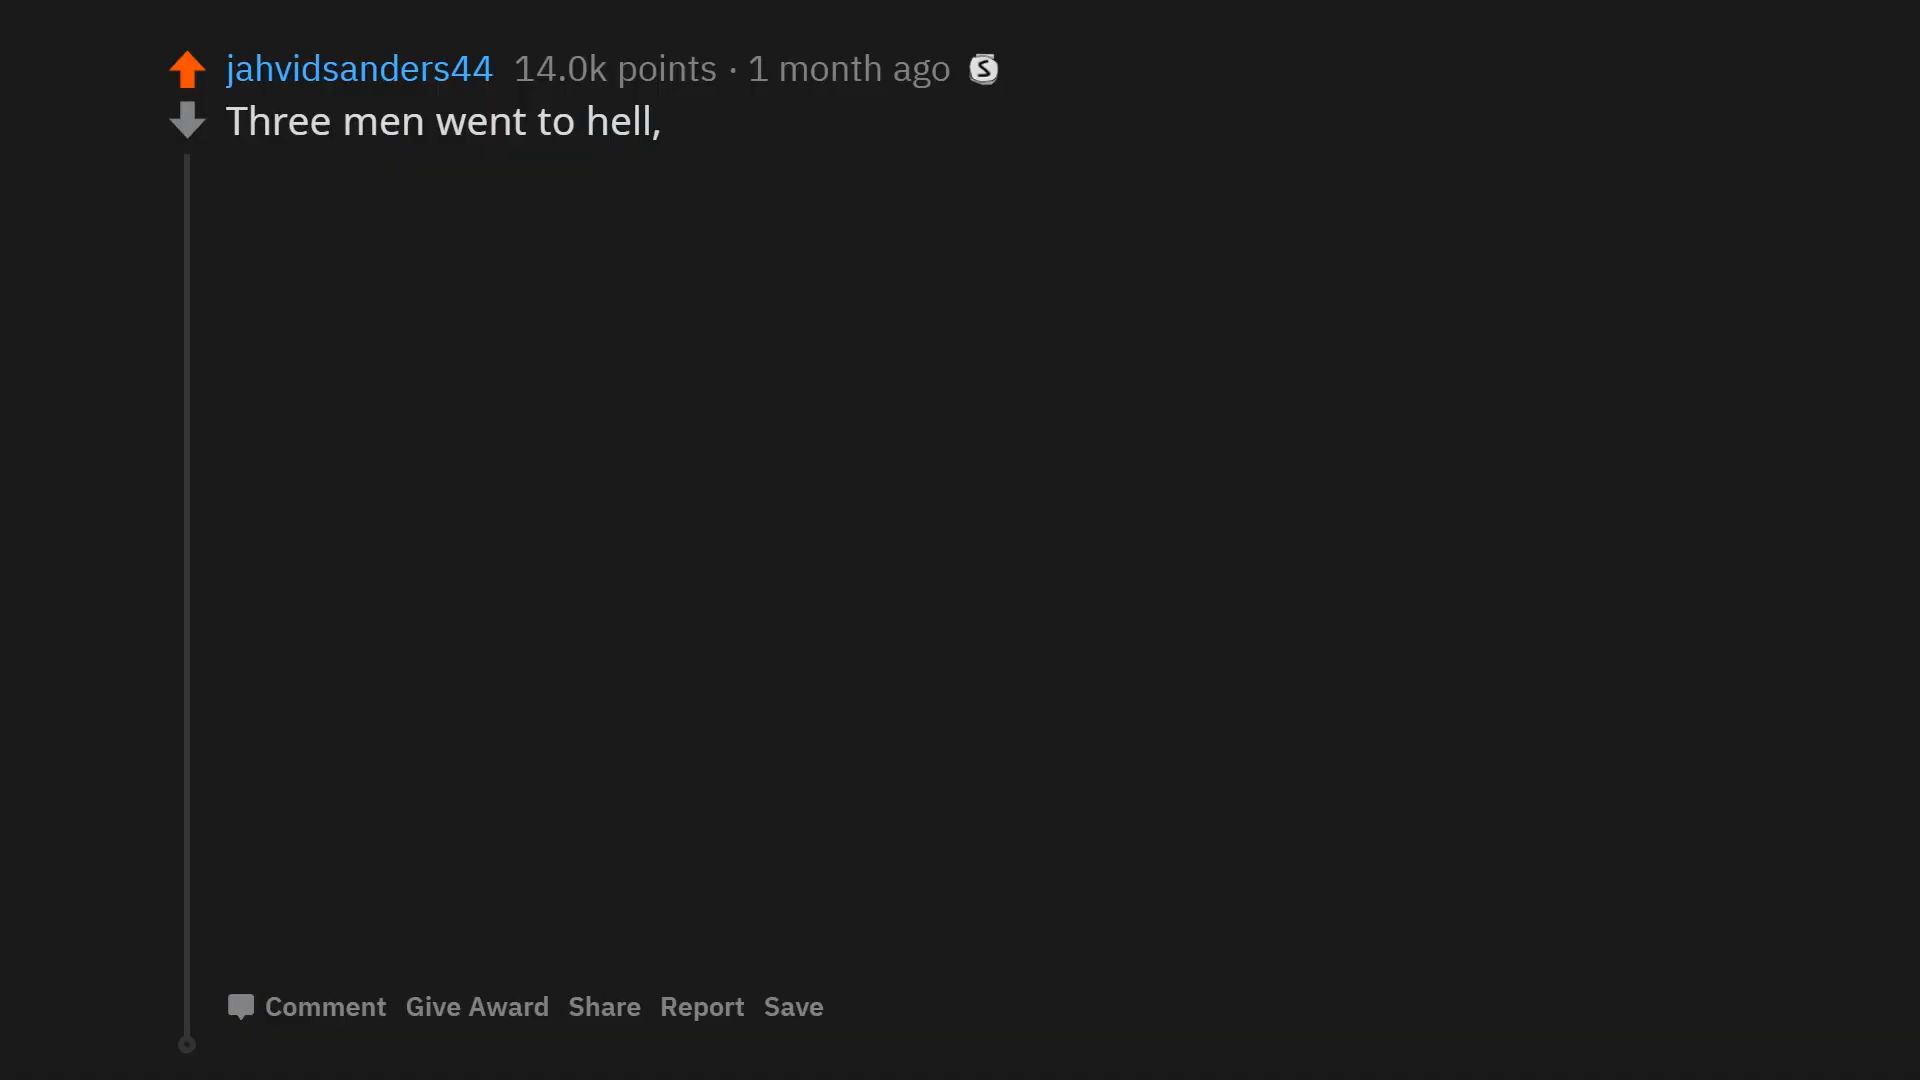 jahvidsanders44 14.0k points · 1 month ago S
Three men went to hell,
Comment Give Award Share Report Save